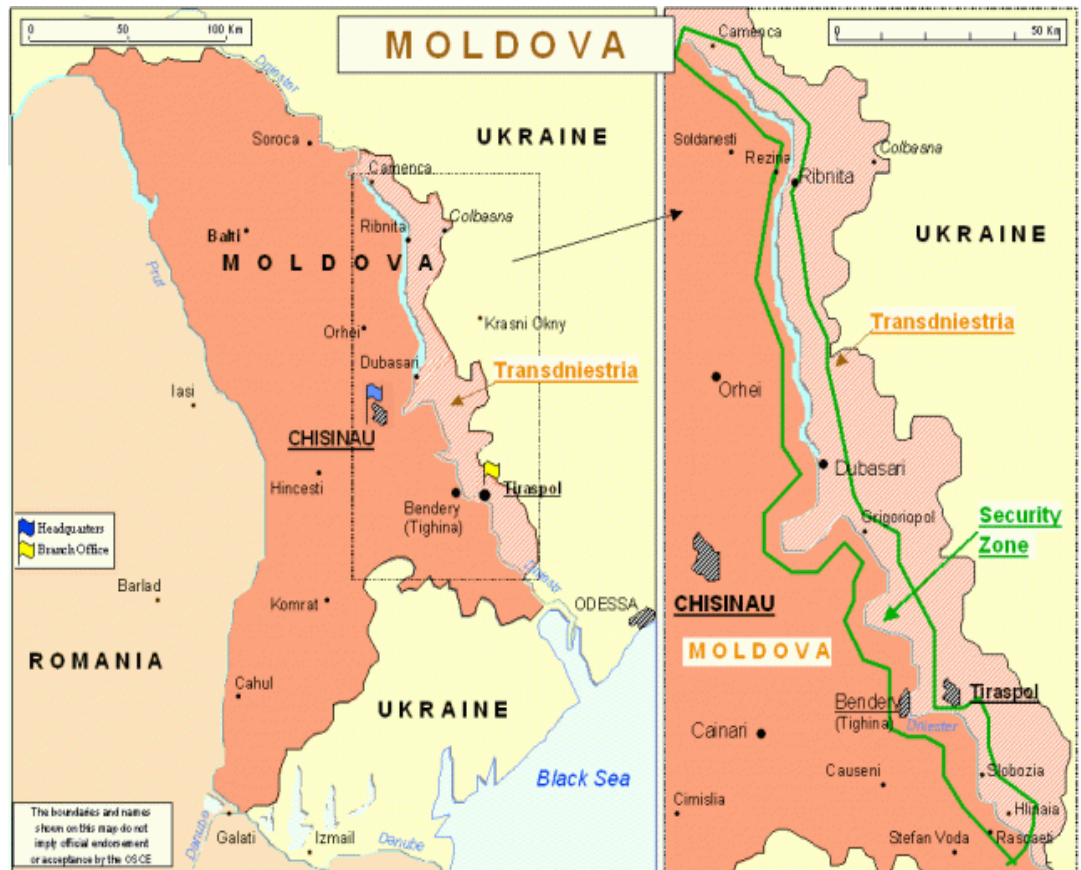 MOLDOVA
0 50 100 Km
Dniester
UKRAINE
Soroca
Camenca
Colbasna
Ribnita
Balti
MOLDOVA
Prut
Krasni Okny
Orhei
Dubasari
Transdniestria
Iasi
CHISINAU
Hincesti
Tiraspol
Bendery
(Tighina)
Headquarters
Branch Office
Dniestr
Barlad
Komrat
ODESSA
ROMANIA
Cahul
UKRAINE
Black Sea
The boundaries and names
shown on this map do not
imply official endorsement
or acceptance by the OSCE
Danube
Galati
Izmail
Danube
0 50 Km
Camenca
Soldanesti
Rezina
Colbasna
Ribnita
UKRAINE
Transdniestria
Orhei
Dubasari
Grigoriopol
Security
Zone
CHISINAU
MOLDOVA
Bendery
(Tighina)
Tiraspol
Dniester
Cainari
Causeni
Slobozia
Cimislia
Hlinaia
Stefan Voda
Rascaeti